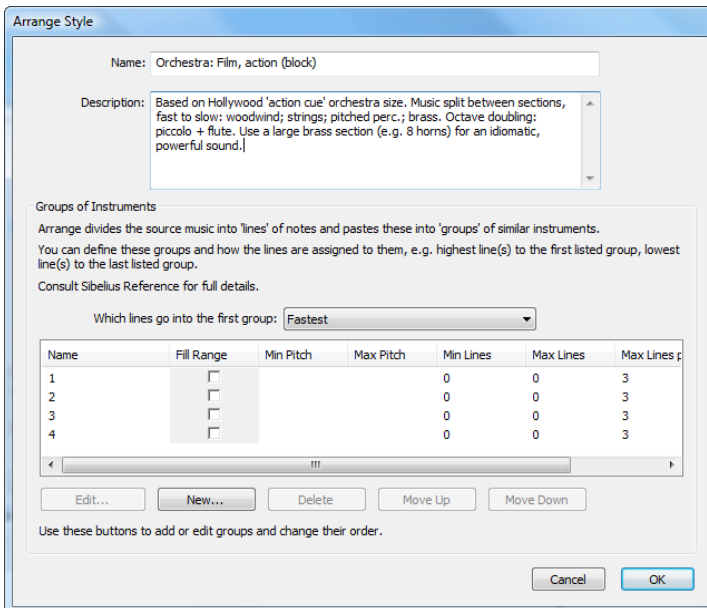 Arrange Style
Name: Orchestra: Film, action (block)
Description: Based on Hollywood 'action cue' orchestra size. Music split between sections,
fast to slow: woodwind; strings; pitched perc.; brass. Octave doubling:
piccolo + flute. Use a large brass section (e.g. 8 horns) for an idiomatic,
powerful sound.
Groups of Instruments
Arrange divides the source music into 'lines' of notes and pastes these into 'groups' of similar instruments.
You can define these groups and how the lines are assigned to them, e.g. highest line(s) to the first listed group, lowest
line(s) to the last listed group.
Consult Sibelius Reference for full details.
Which lines go into the first group: Fastest
Name Fill Range Min Pitch Max Pitch Min Lines Max Lines Max Lines p
1 0 0 3
2 0 0 3
3 0 0 3
4 0 0 3
Edit... New... Delete Move Up Move Down
Use these buttons to add or edit groups and change their order.
Cancel OK